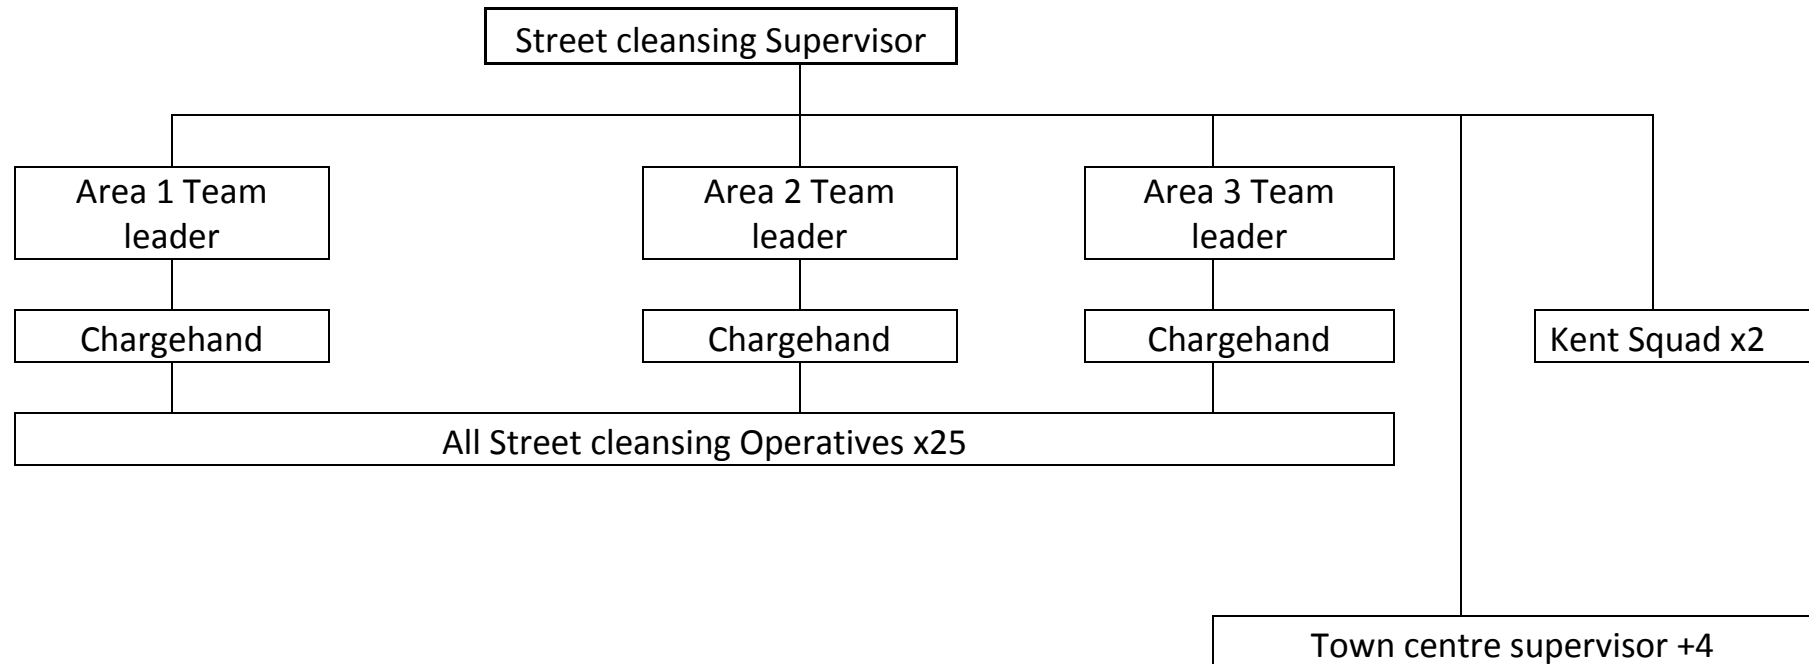 Street cleansing Supervisor
Area 1 Team
leader
Area 2 Team
leader
Area 3 Team
leader
Chargehand
Chargehand
Chargehand
Kent Squad x2
All Street cleansing Operatives x25
Town centre supervisor +4